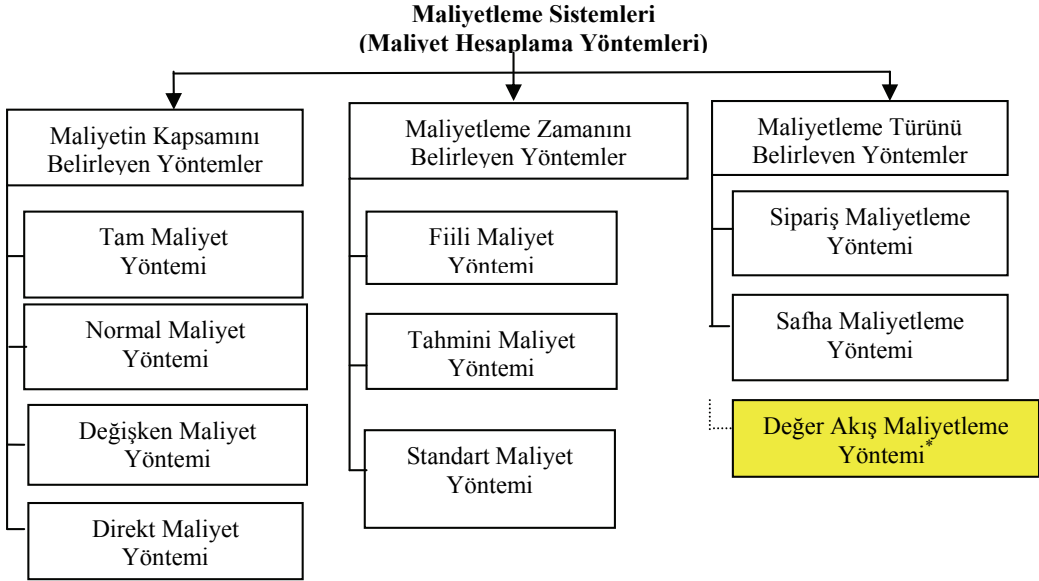 Maliyetleme Sistemleri
(Maliyet Hesaplama Yöntemleri)
Maliyetin Kapsamını
Belirleyen Yöntemler
Tam Maliyet
Yöntemi
Normal Maliyet
Yöntemi
Değişken Maliyet
Yöntemi
Direkt Maliyet
Yöntemi
Maliyetleme Zamanını
Belirleyen Yöntemler
Fiili Maliyet
Yöntemi
Tahmini Maliyet
Yöntemi
Standart Maliyet
Yöntemi
Maliyetleme Türünü
Belirleyen Yöntemler
Sipariş Maliyetleme
Yöntemi
Safha Maliyetleme
Yöntemi
Değer Akış Maliyetleme
Yöntemi*